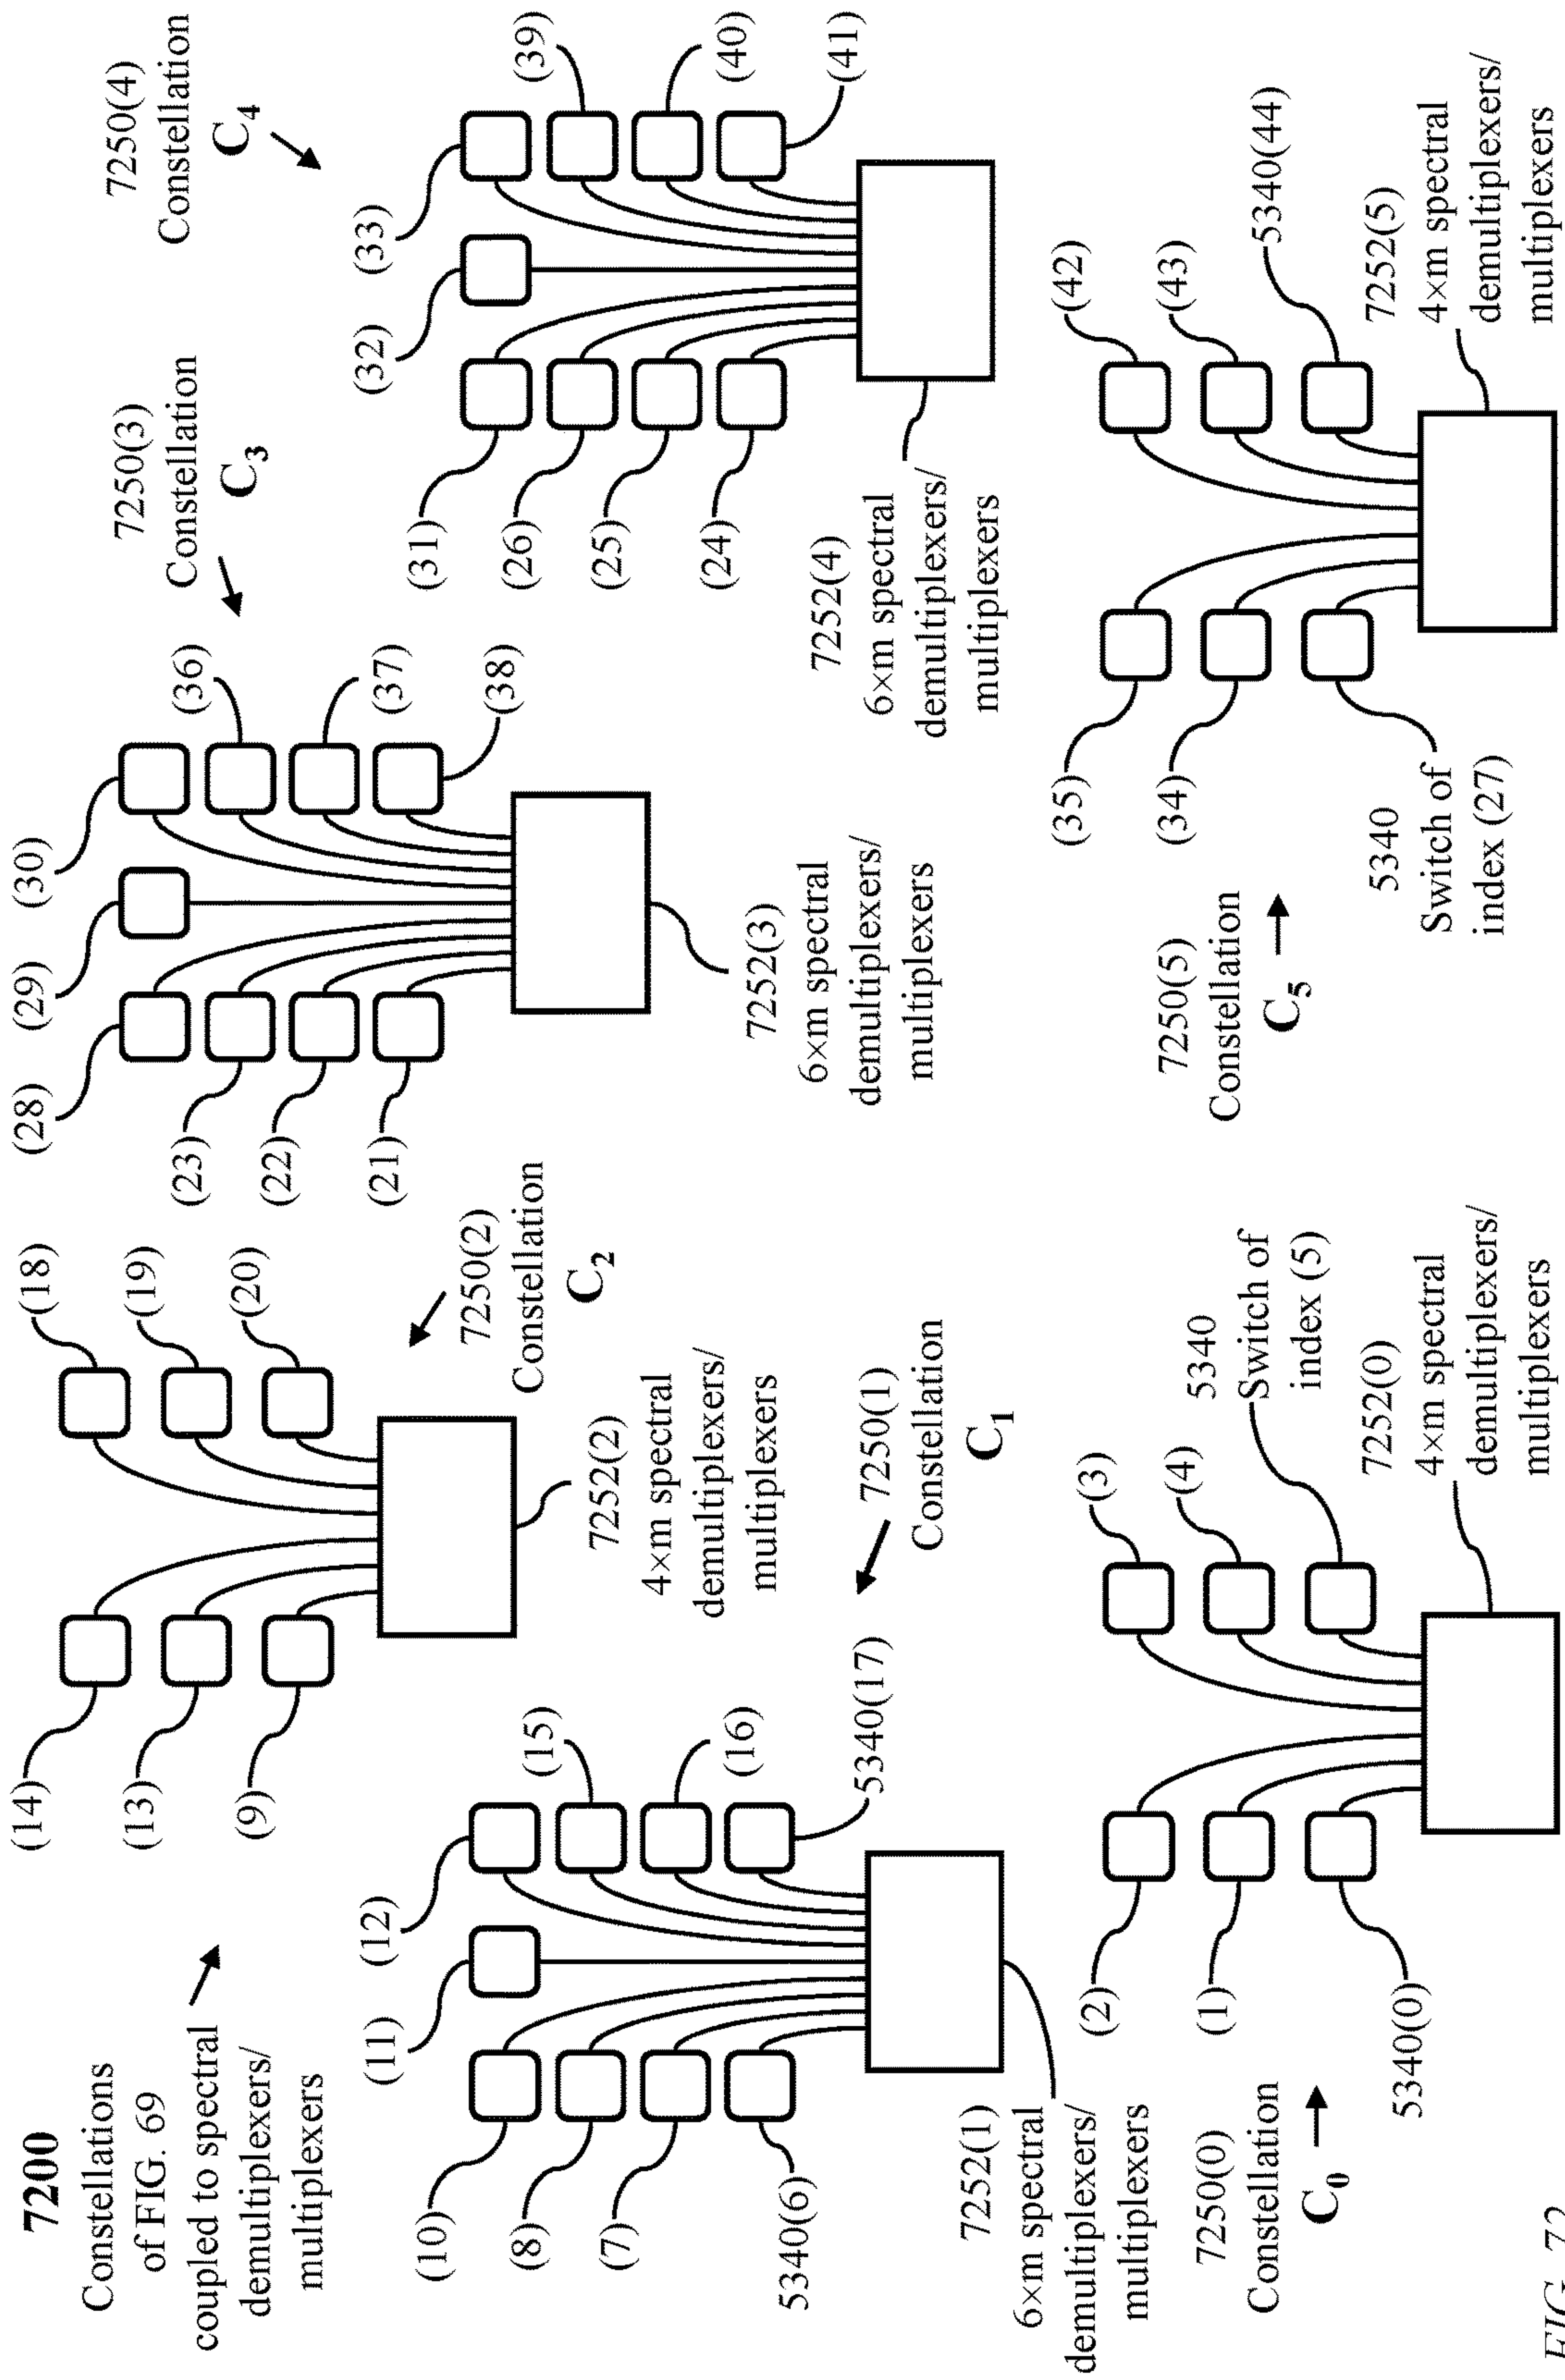 7200
Constellations
of FIG. 69
coupled to spectral
demultiplexers/
multiplexers
(14)
(13)
(9)
(18)
(19)
(20)
7250(2)
Constellation
C2
7252(2)
4×m spectral
demultiplexers/
multiplexers
(28)
(29)
(30)
(23)
(22)
(21)
(36)
(37)
(38)
7250(3)
Constellation
C3
7252(3)
6×m spectral
demultiplexers/
multiplexers
7250(4)
Constellation
C4
(31)
(26)
(25)
(24)
(32)
(33)
(39)
(40)
(41)
7252(4)
6×m spectral
demultiplexers/
multiplexers
(10)
(8)
(7)
5340(6)
(11)
(12)
(15)
(16)
5340(17)
7250(1)
Constellation
C1
7252(1)
6×m spectral
demultiplexers/
multiplexers
7250(0)
Constellation
C0
(2)
(1)
5340(0)
(3)
(4)
5340
Switch of
index (5)
7252(0)
4×m spectral
demultiplexers/
multiplexers
7250(5)
Constellation
C5
(35)
(34)
5340
Switch of
index (27)
(42)
(43)
5340(44)
7252(5)
4×m spectral
demultiplexers/
multiplexers
FIG. 72